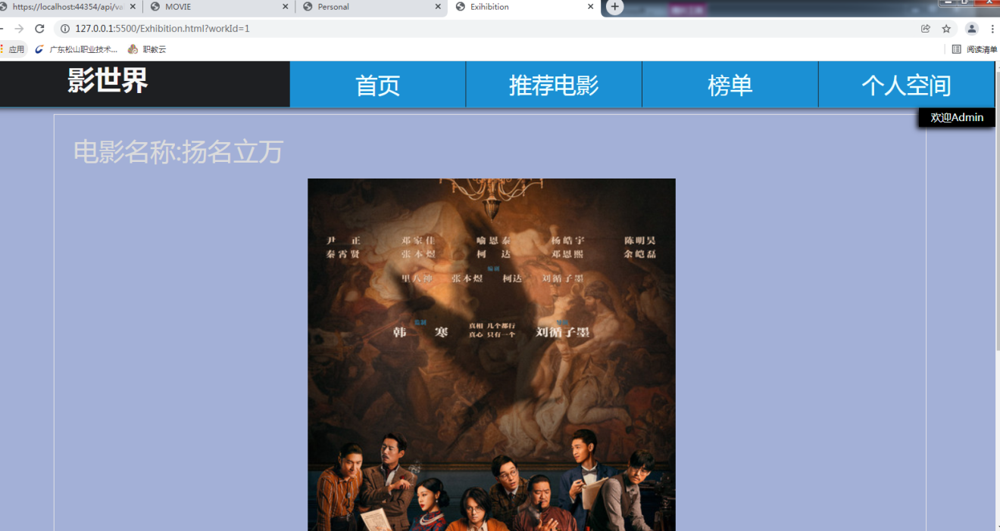 https://localhost:44354/api/va
MOVIE
Personal
Exihibition
127.0.0.1:5500/Exhibition.html?workId=1
应用
广东松山职业技术...
职教云
阅读清单
影世界
首页
推荐电影
榜单
个人空间
欢迎Admin
电影名称:扬名立万
尹 正 邓家佳 喻恩泰 杨皓宇 陈明昊
秦霄贤 张本煜 柯 达 邓恩熙 余皑磊
编剧
里八神 张本煜 柯达 刘循子墨
监制
韩 寒
真相 几个都行
真心 只有一个
刘循子墨